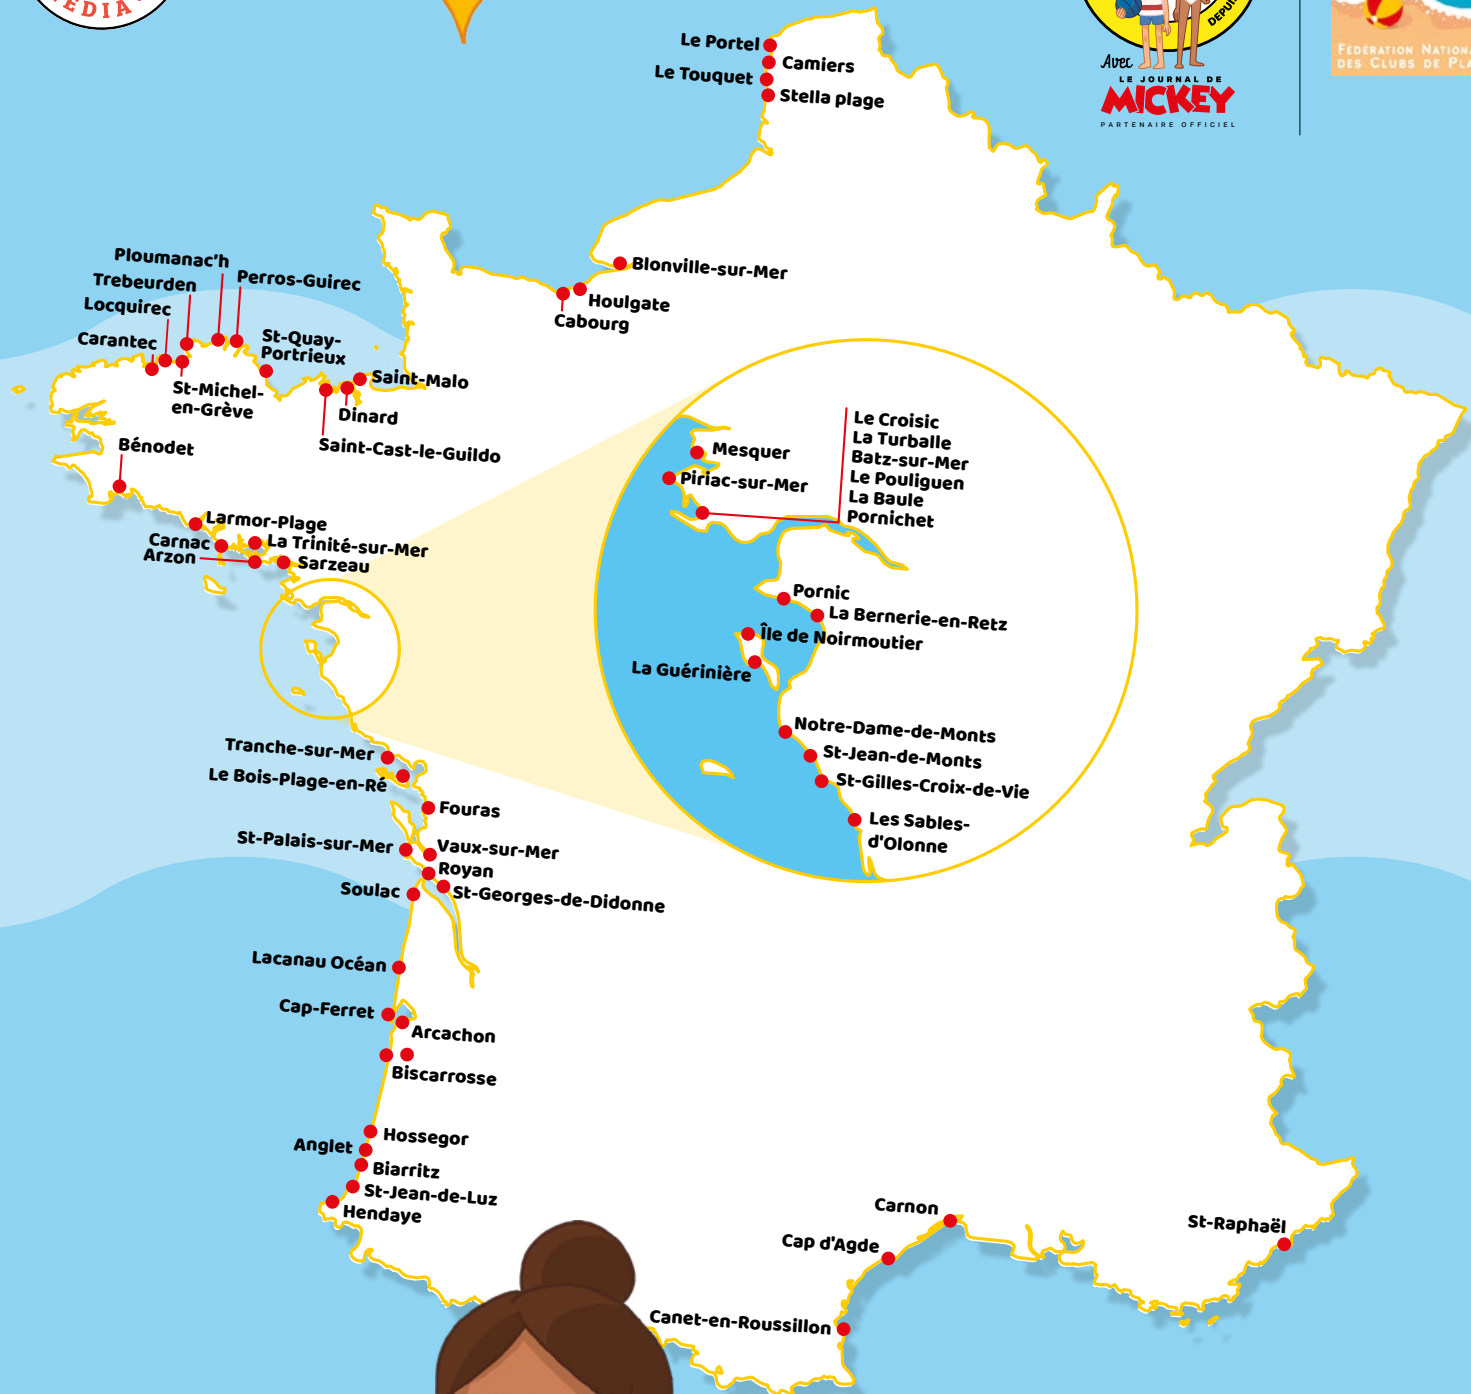 MEDIA
DEPUIS
Avec
LE JOURNAL DE
MICKEY
PARTENAIRE OFFICIEL
FÉDÉRATION NATION
DES CLUBS DE PL
Le Portel
Camiers
Le Touquet
Stella plage
Blonville-sur-Mer
Houlgate
Cabourg
Ploumanac'h
Trebeurden
Perros-Guirec
Locquirec
Carantec
St-Quay-
Portrieux
St-Michel-
en-Grève
Saint-Malo
Dinard
Saint-Cast-le-Guildo
Bénodet
Larmor-Plage
Carnac
La Trinité-sur-Mer
Arzon
Sarzeau
Mesquer
Piriac-sur-Mer
Le Croisic
La Turballe
Batz-sur-Mer
Le Pouliguen
La Baule
Pornichet
Pornic
La Bernerie-en-Retz
Île de Noirmoutier
La Guérinière
Notre-Dame-de-Monts
St-Jean-de-Monts
St-Gilles-Croix-de-Vie
Les Sables-
d'Olonne
Tranche-sur-Mer
Le Bois-Plage-en-Ré
Fouras
St-Palais-sur-Mer
Vaux-sur-Mer
Royan
Soulac
St-Georges-de-Didonne
Lacanau Océan
Cap-Ferret
Arcachon
Biscarrosse
Hossegor
Anglet
Biarritz
St-Jean-de-Luz
Hendaye
Carnon
Cap d'Agde
Canet-en-Roussillon
St-Raphaël